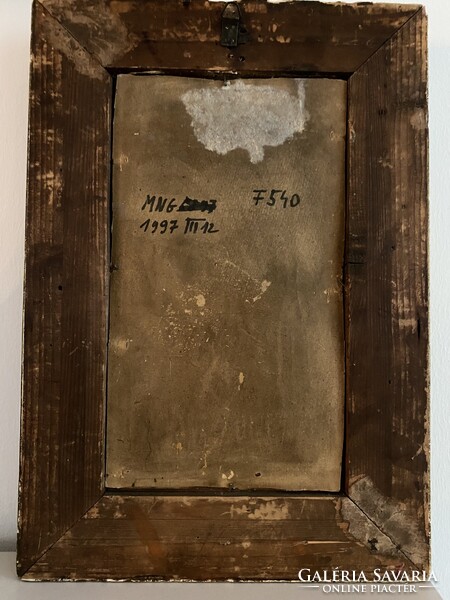 MNG F540
1997 III 12
GALÉRIA SAVARIA
ONLINE PIACTÉR